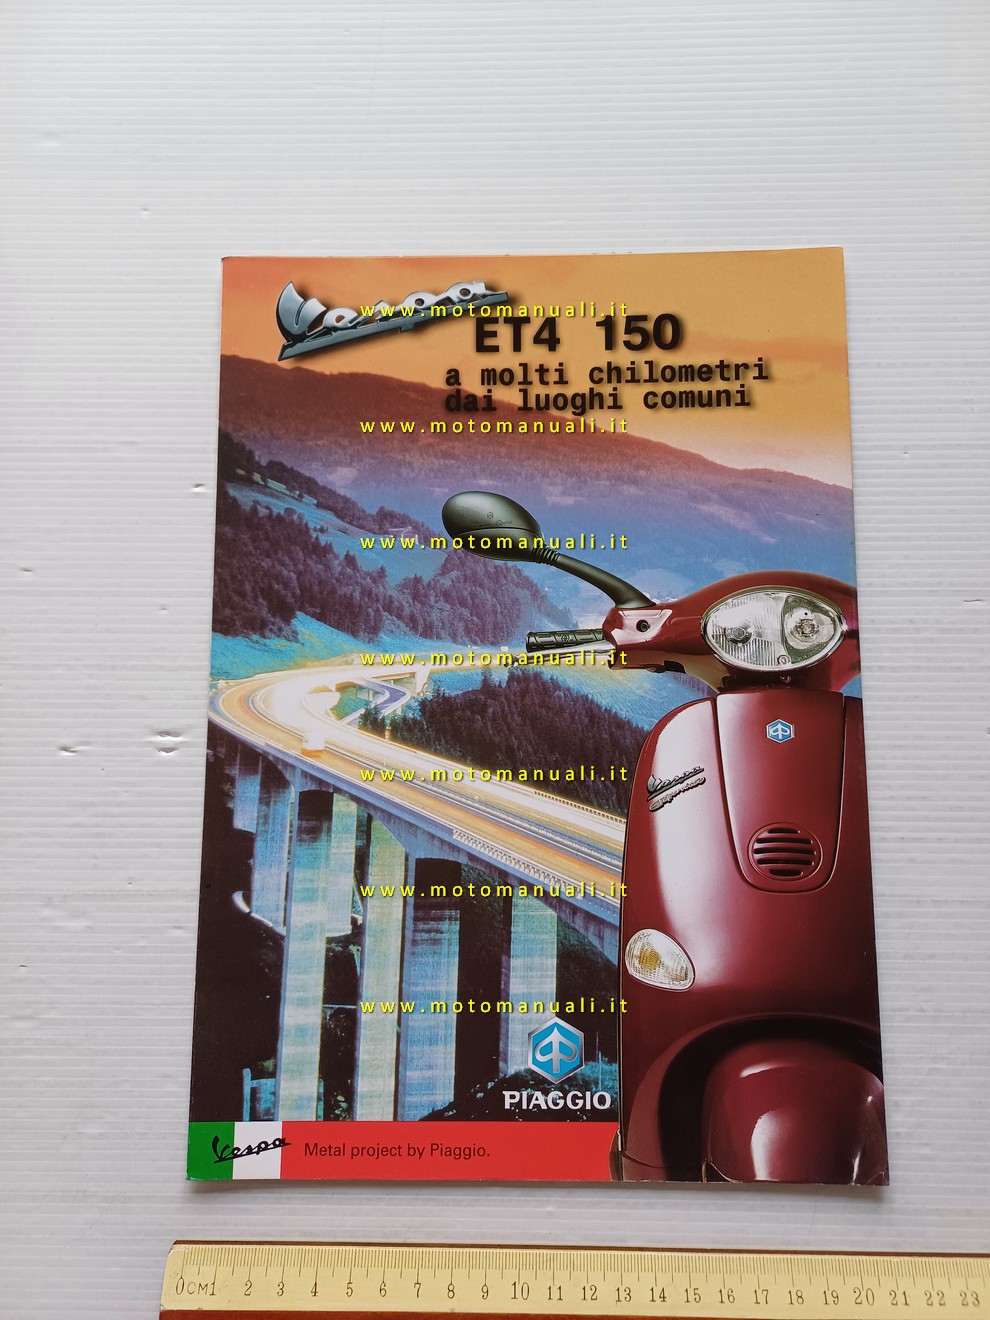 Vespa
www.motomanuali.it
ET4 150
a molti chilometri
dai luoghi comuni
www.motomanuali.it
www.motomanuali.it
www.motomanuali.it
Vespa
www.motomanuali.it
www.motomanuali.it
www.motomanuali.it
PIAGGIO
Vespa Metal project by Piaggio.
0CM1 2 3 4 5 6 7 8 9 10 11 12 13 14 15 16 17 18 19 20 21 22 23